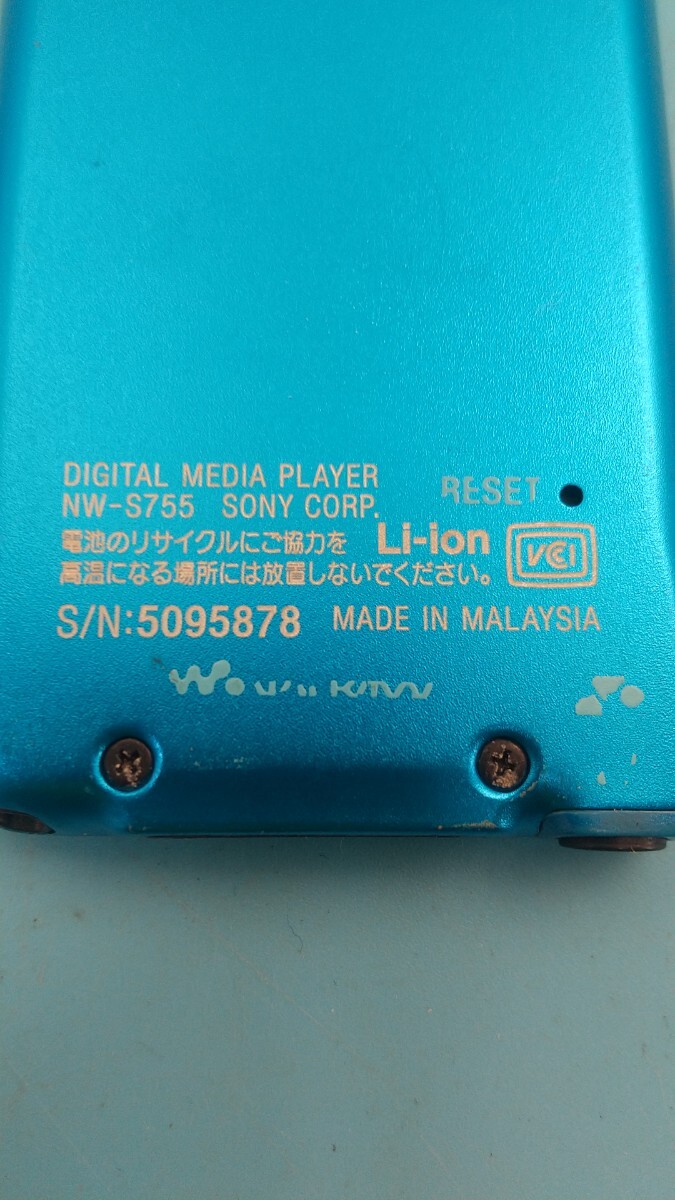 DIGITAL MEDIA PLAYER
RESET
NW-S755 SONY CORP.
電池のリサイクルにご協力を Li-ion VCI
高温になる場所には放置しないでください。
S/N:5095878 MADE IN MALAYSIA